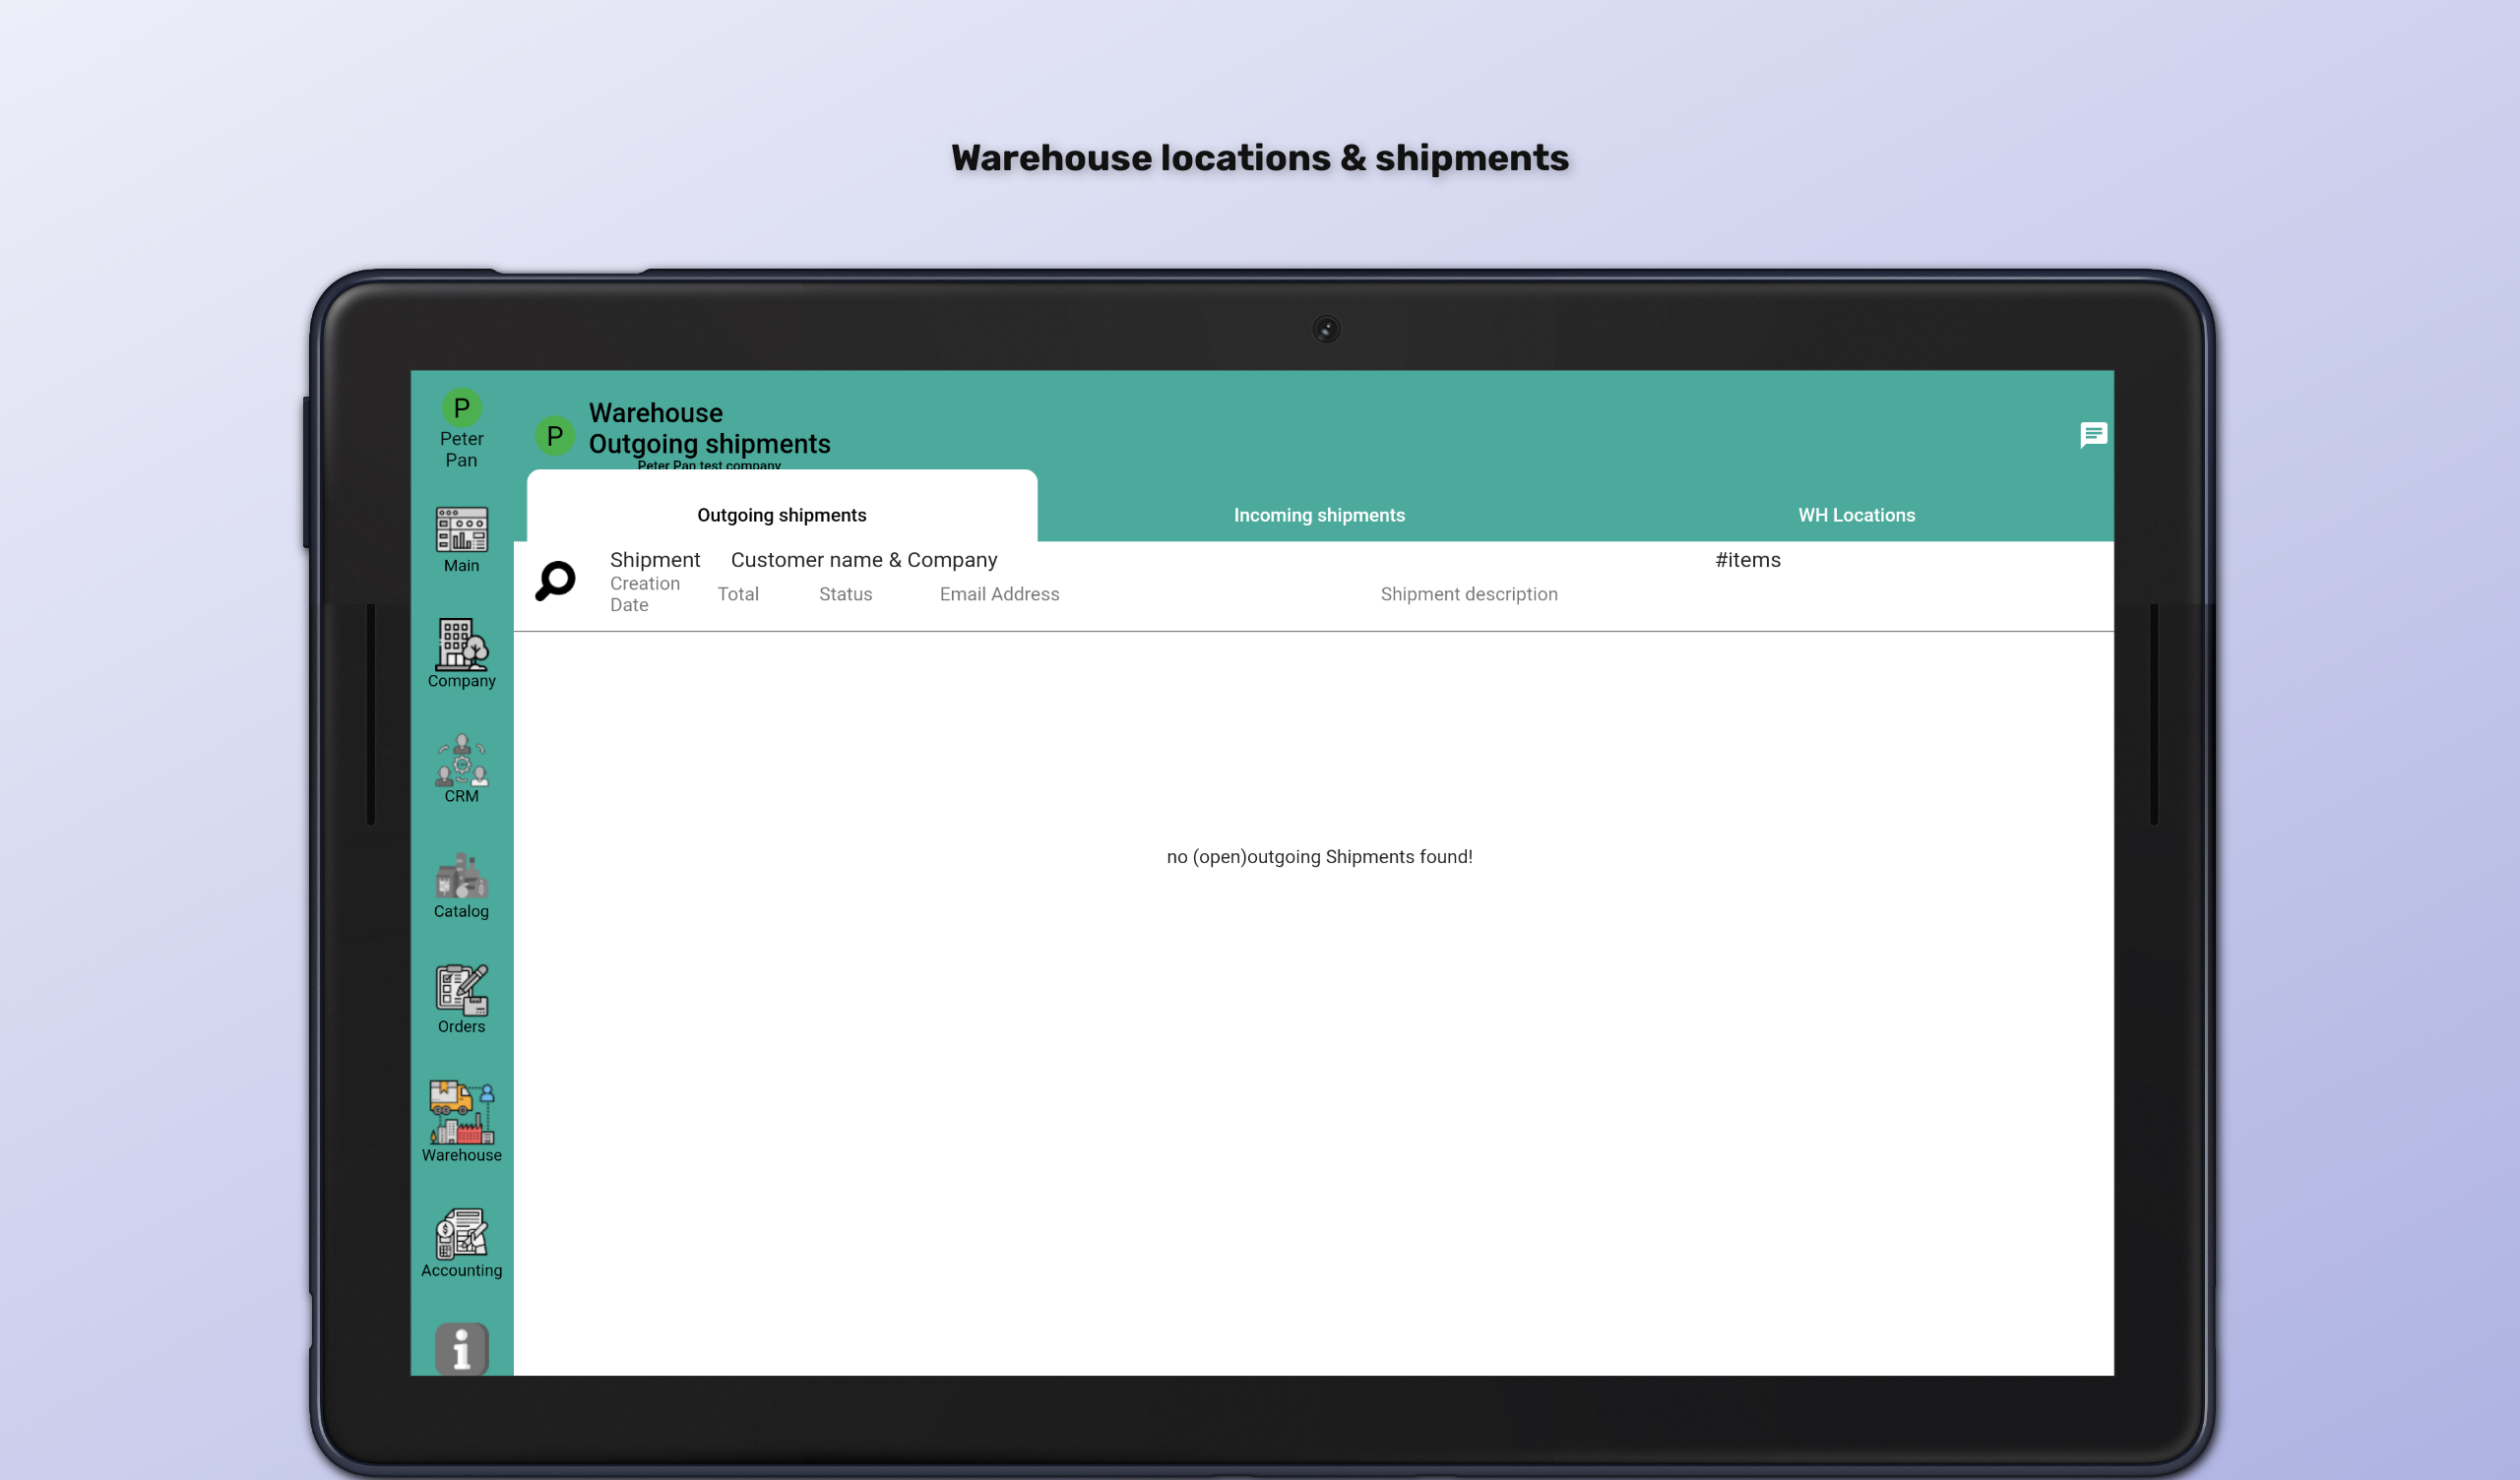 Warehouse locations & shipments
P
Peter
Pan
P
Warehouse
Outgoing shipments
Peter Pan test company
Outgoing shipments
Incoming shipments
WH Locations
Main
Company
CRM
Catalog
Orders
Warehouse
Accounting
Shipment Customer name & Company #items
Creation
Date
Total Status Email Address Shipment description
no (open)outgoing Shipments found!